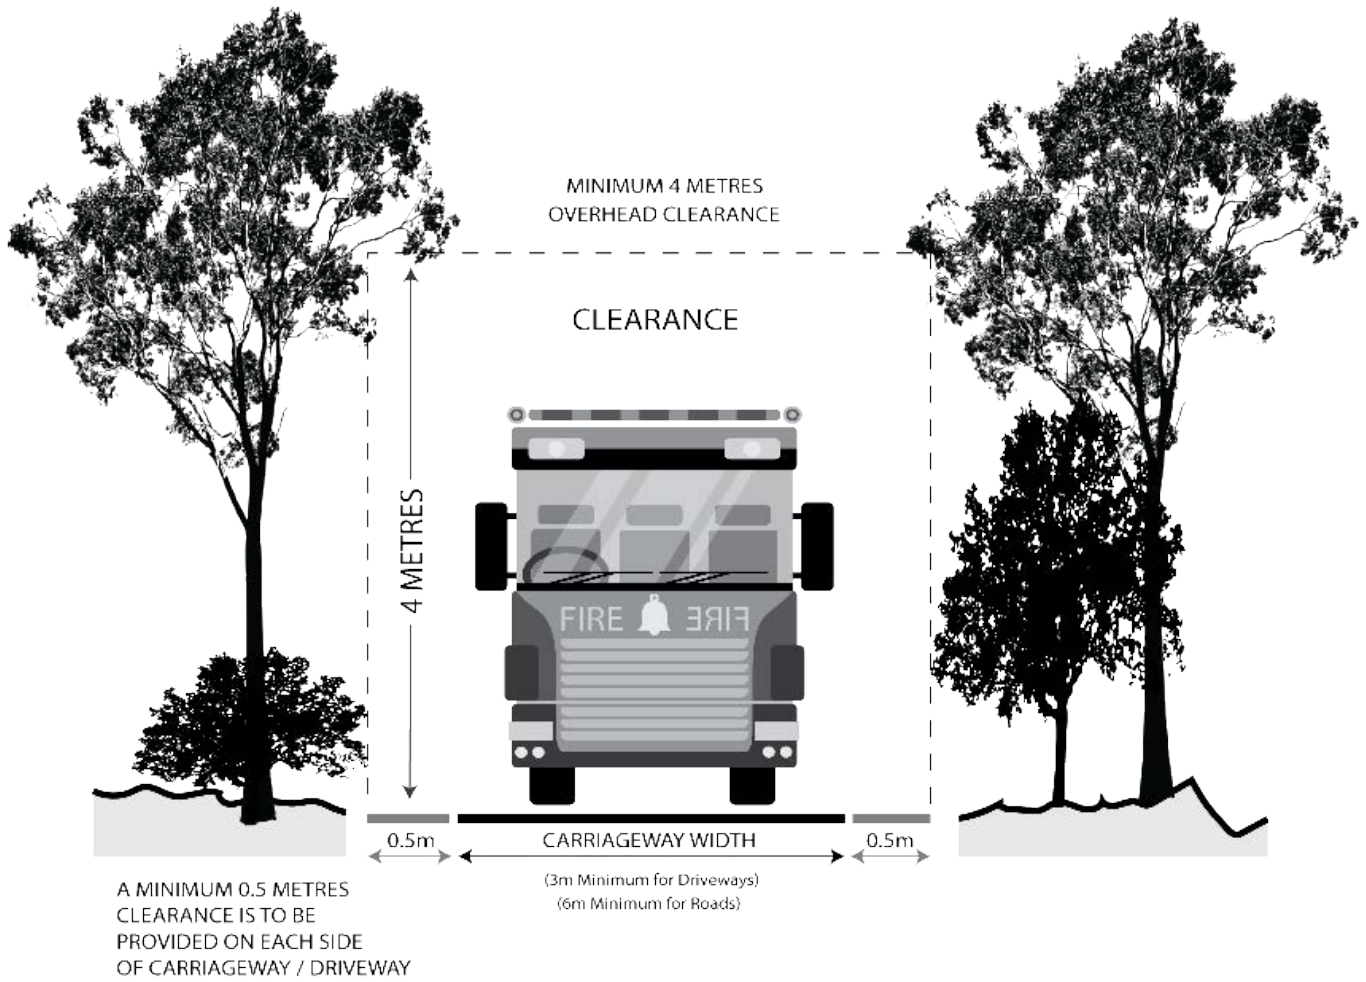 MINIMUM 4 METRES
OVERHEAD CLEARANCE
CLEARANCE
4 METRES
FIRE FIRE
0.5m
CARRIAGEWAY WIDTH
0.5m
(3m Minimum for Driveways)
(6m Minimum for Roads)
A MINIMUM 0.5 METRES
CLEARANCE IS TO BE
PROVIDED ON EACH SIDE
OF CARRIAGEWAY / DRIVEWAY